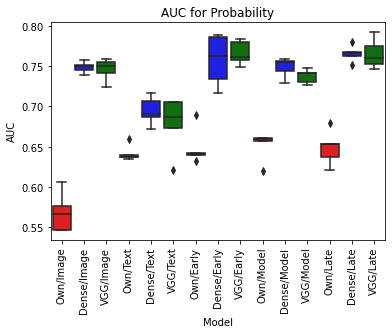 AUC for Probability
0.80
0.75
0.70
0.65
0.60
0.55
AUC
Own/Image
Dense/Image
VGG/Image
Own/Text
Dense/Text
VGG/Text
Own/Early
Dense/Early
VGG/Early
Own/Model
Dense/Model
VGG/Model
Own/Late
Dense/Late
VGG/Late
Model